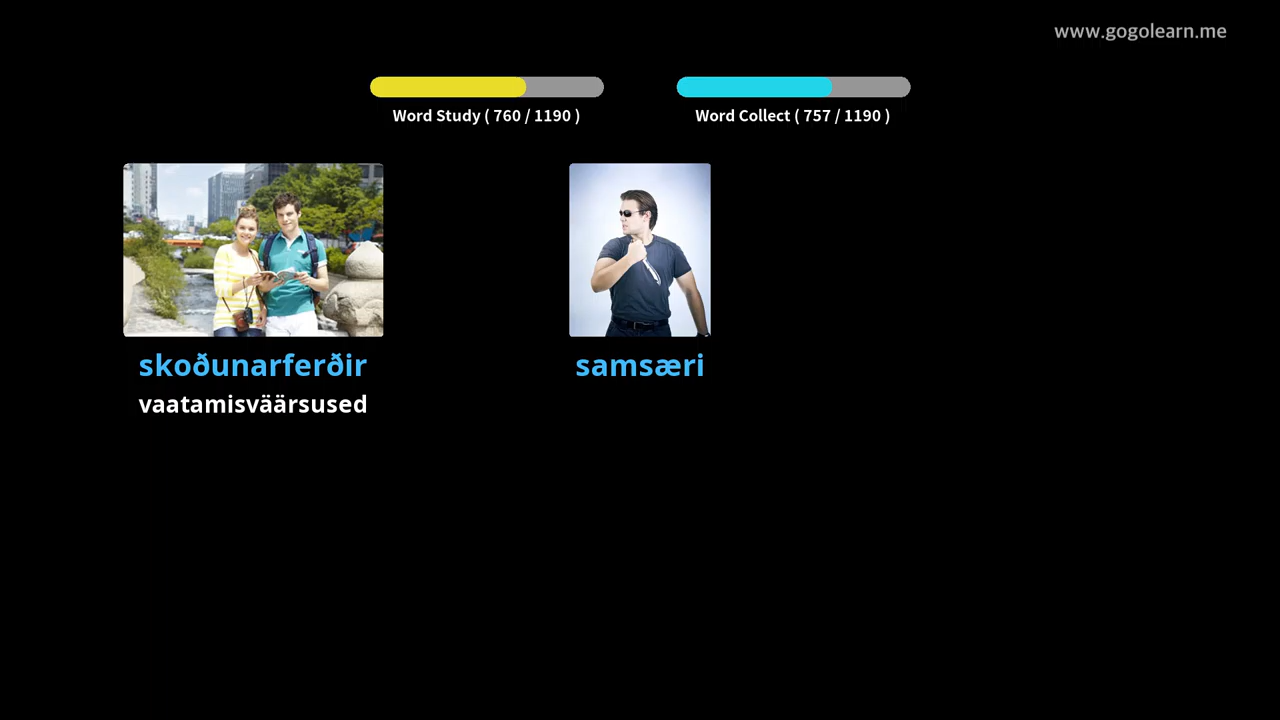 www.gogolearn.me
Word Study ( 760 / 1190 )
Word Collect ( 757 / 1190 )
skoðunarferðir
samsæri
vaatamisväärsused